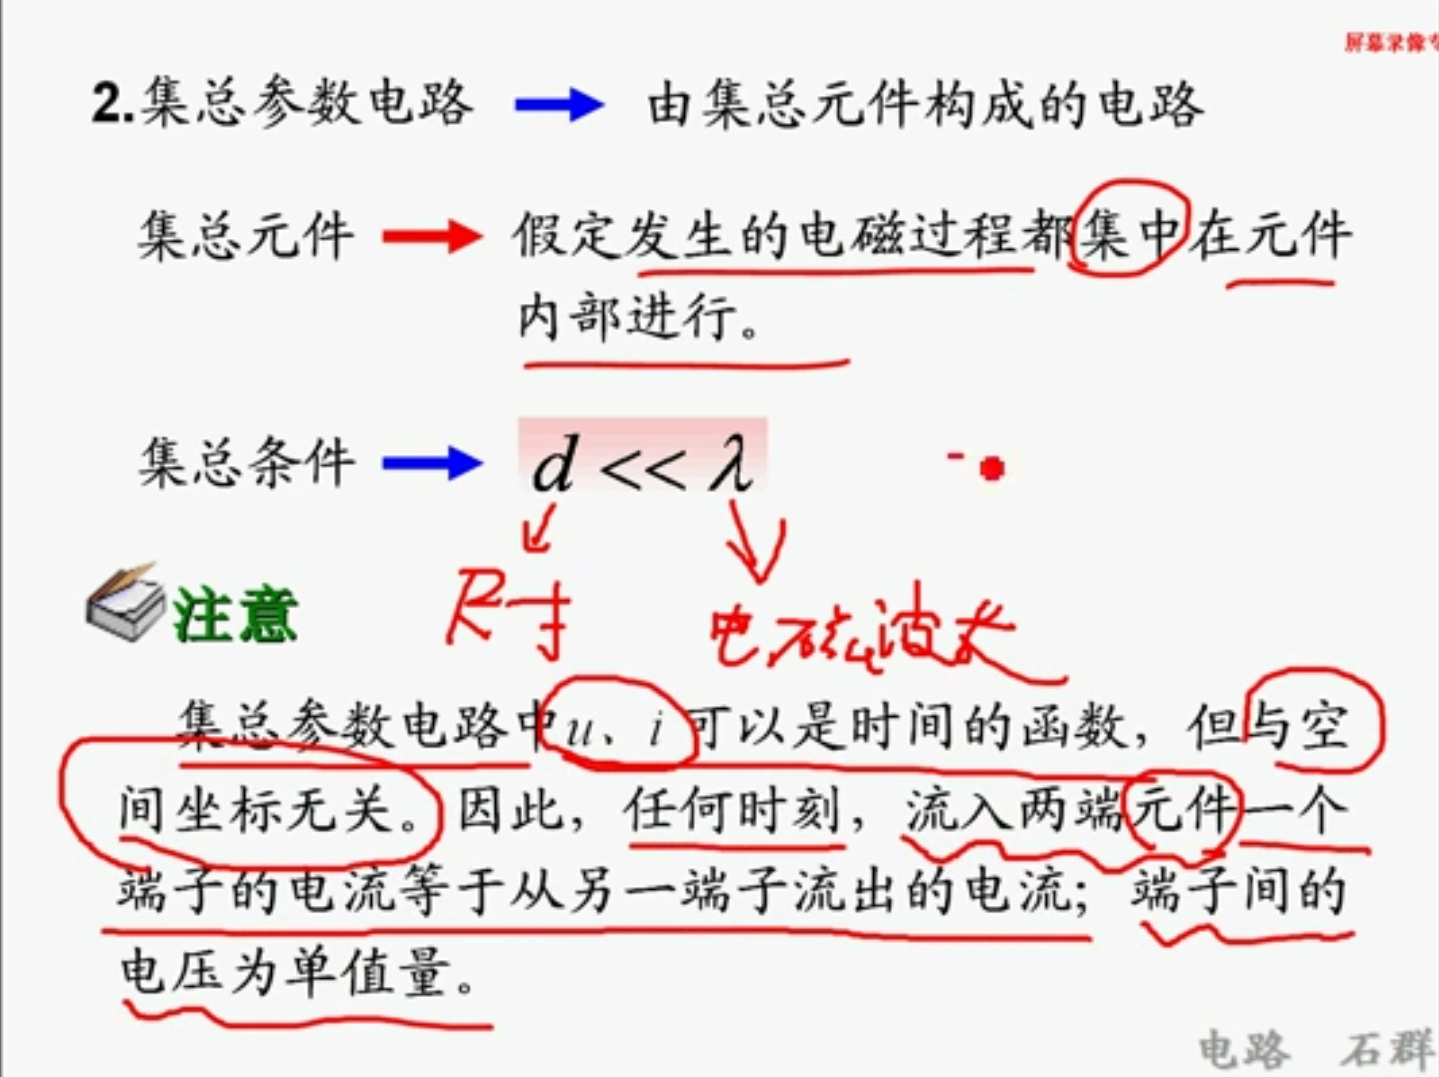 屏幕录像专
2.集总参数电路 → 由集总元件构成的电路
集总元件 → 假定发生的电磁过程都集中在元件
内部进行。
集总条件 → d << λ
尺寸 电磁波长
注意
集总参数电路中u、i可以是时间的函数，但与空
间坐标无关。因此，任何时刻，流入两端元件一个
端子的电流等于从另一端子流出的电流；端子间的
电压为单值量。
电路 石群